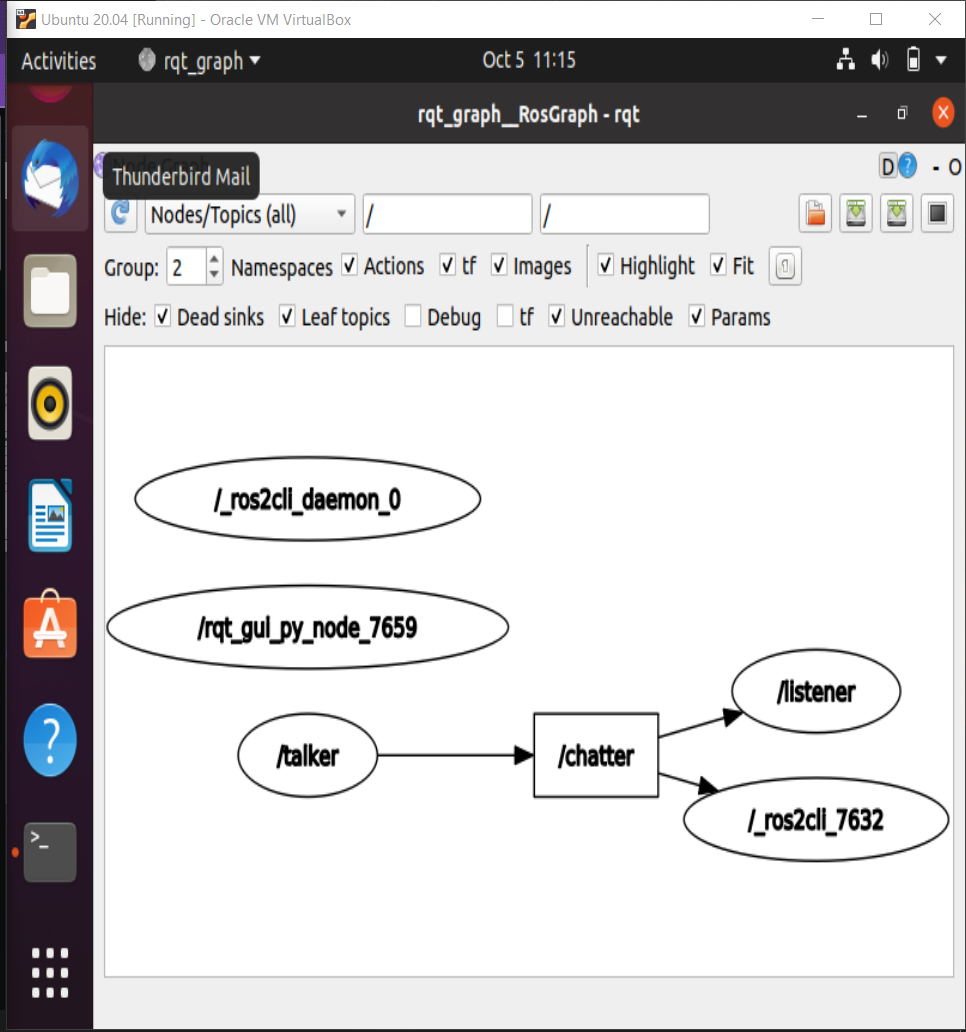 Ubuntu 20.04 [Running] - Oracle VM VirtualBox
Activities rqt_graph Oct 5 11:15
rqt_graph__RosGraph - rqt
Thunderbird Mail
D ? - O
Nodes/Topics (all) / /
Group: 2 Namespaces Actions tf Images Highlight Fit
Hide: Dead sinks Leaf topics Debug tf Unreachable Params
/_ros2cli_daemon_0
/rqt_gui_py_node_7659
/listener
/talker /chatter
/_ros2cli_7632